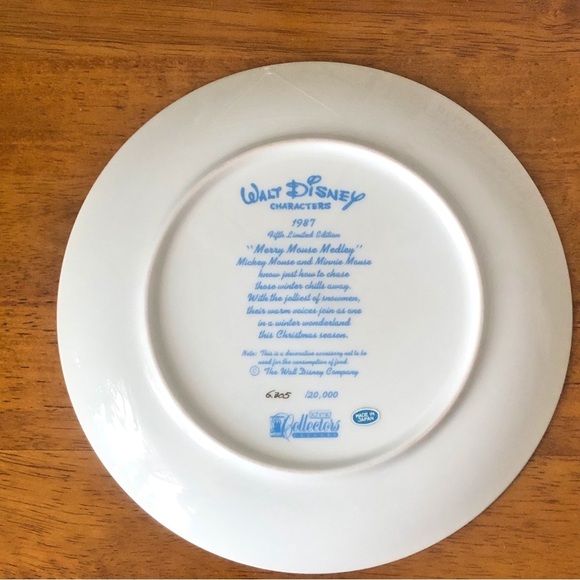 WALT DISNEY
CHARACTERS
1987
Fifth Limited Edition
"Merry Mouse Medley"
Mickey Mouse and Minnie Mouse
know just how to chase
those winter chills away.
With the jolliest of snowmen,
their warm voices join as one
in a winter wonderland
this Christmas season.
Note: This is a decorative accessory not to be
used for the consumption of food.
© The Walt Disney Company
6805 /20,000
Collectors
MADE IN
JAPAN